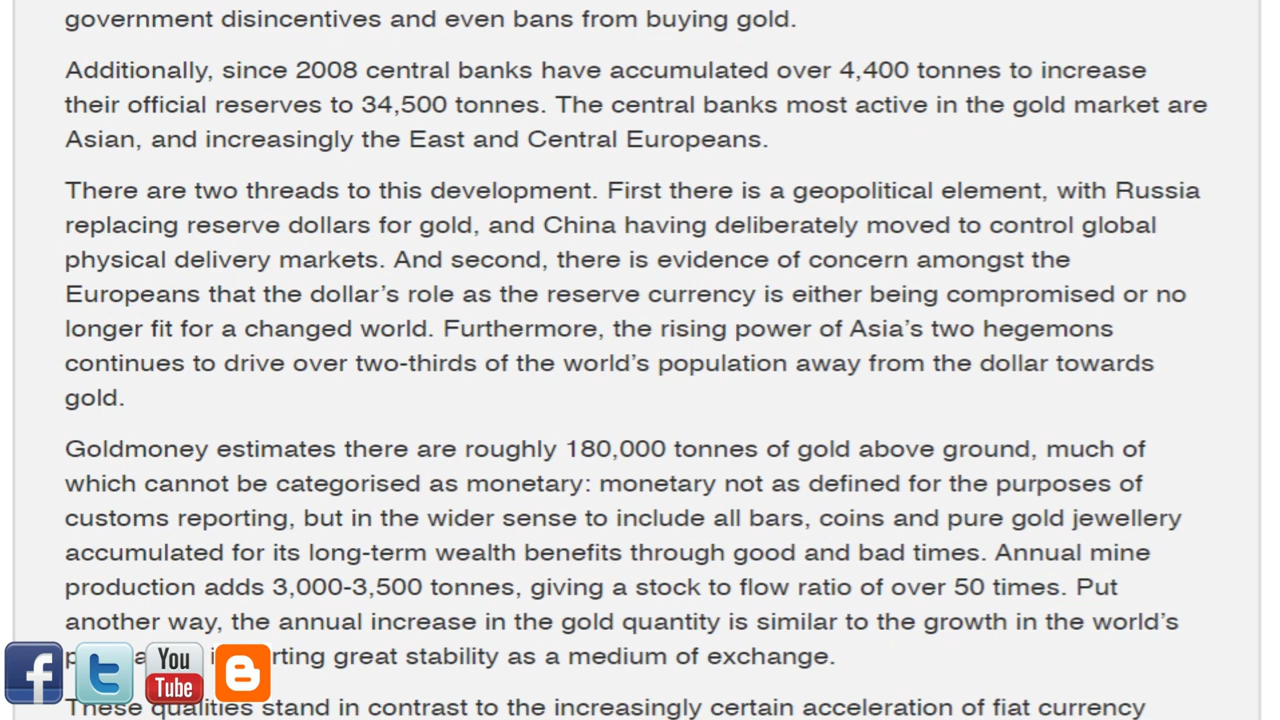 government disincentives and even bans from buying gold.
Additionally, since 2008 central banks have accumulated over 4,400 tonnes to increase
their official reserves to 34,500 tonnes. The central banks most active in the gold market are
Asian, and increasingly the East and Central Europeans.
There are two threads to this development. First there is a geopolitical element, with Russia
replacing reserve dollars for gold, and China having deliberately moved to control global
physical delivery markets. And second, there is evidence of concern amongst the
Europeans that the dollar’s role as the reserve currency is either being compromised or no
longer fit for a changed world. Furthermore, the rising power of Asia’s two hegemons
continues to drive over two-thirds of the world’s population away from the dollar towards
gold.
Goldmoney estimates there are roughly 180,000 tonnes of gold above ground, much of
which cannot be categorised as monetary: monetary not as defined for the purposes of
customs reporting, but in the wider sense to include all bars, coins and pure gold jewellery
accumulated for its long-term wealth benefits through good and bad times. Annual mine
production adds 3,000-3,500 tonnes, giving a stock to flow ratio of over 50 times. Put
another way, the annual increase in the gold quantity is similar to the growth in the world’s
great stability as a medium of exchange.
You
Tube
These qualities stand in contrast to the increasingly certain acceleration of fiat currency